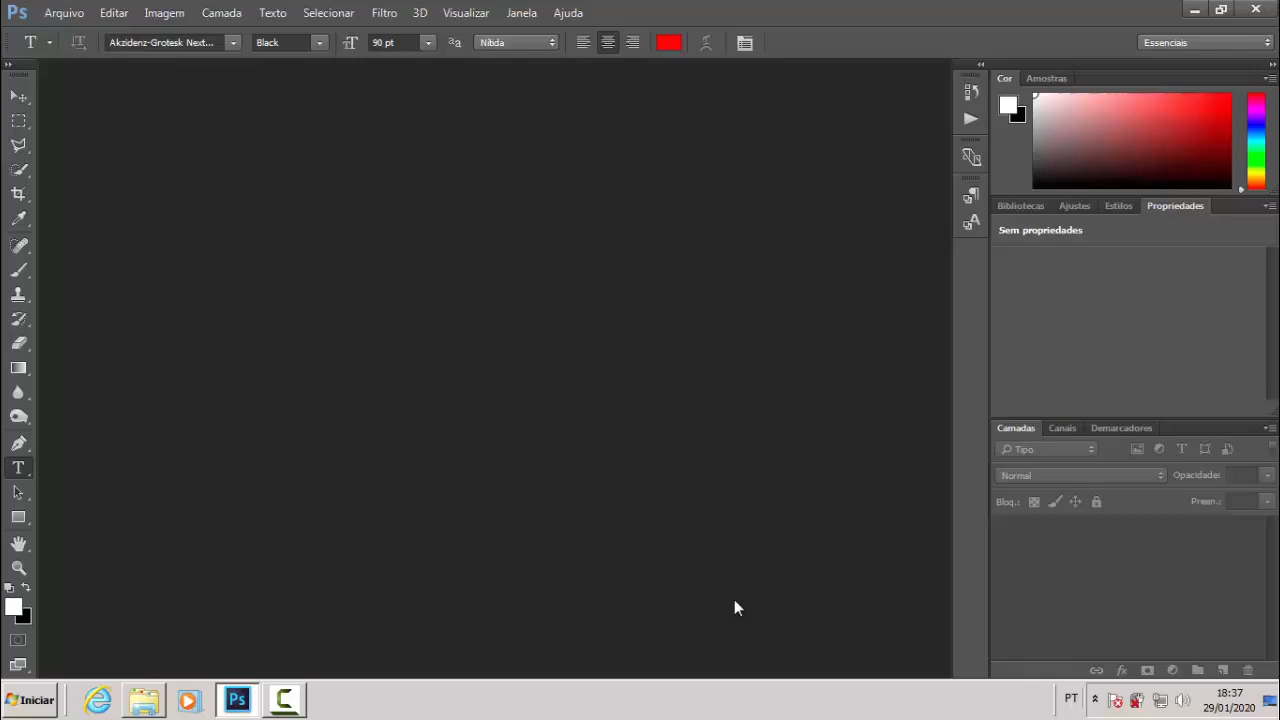 Ps Arquivo Editar Imagem Camada Texto Selecionar Filtro 3D Visualizar Janela Ajuda
T Akzidenz-Grotesk Next... Black 90 pt aa Nítida Essenciais
Cor Amostras
Bibliotecas Ajustes Estilos Propriedades
Sem propriedades
Camadas Canais Demarcadores
Tipo
Normal Opacidade:
Bloq.: Preen.:
Iniciar Ps PT 18:37
29/01/2020